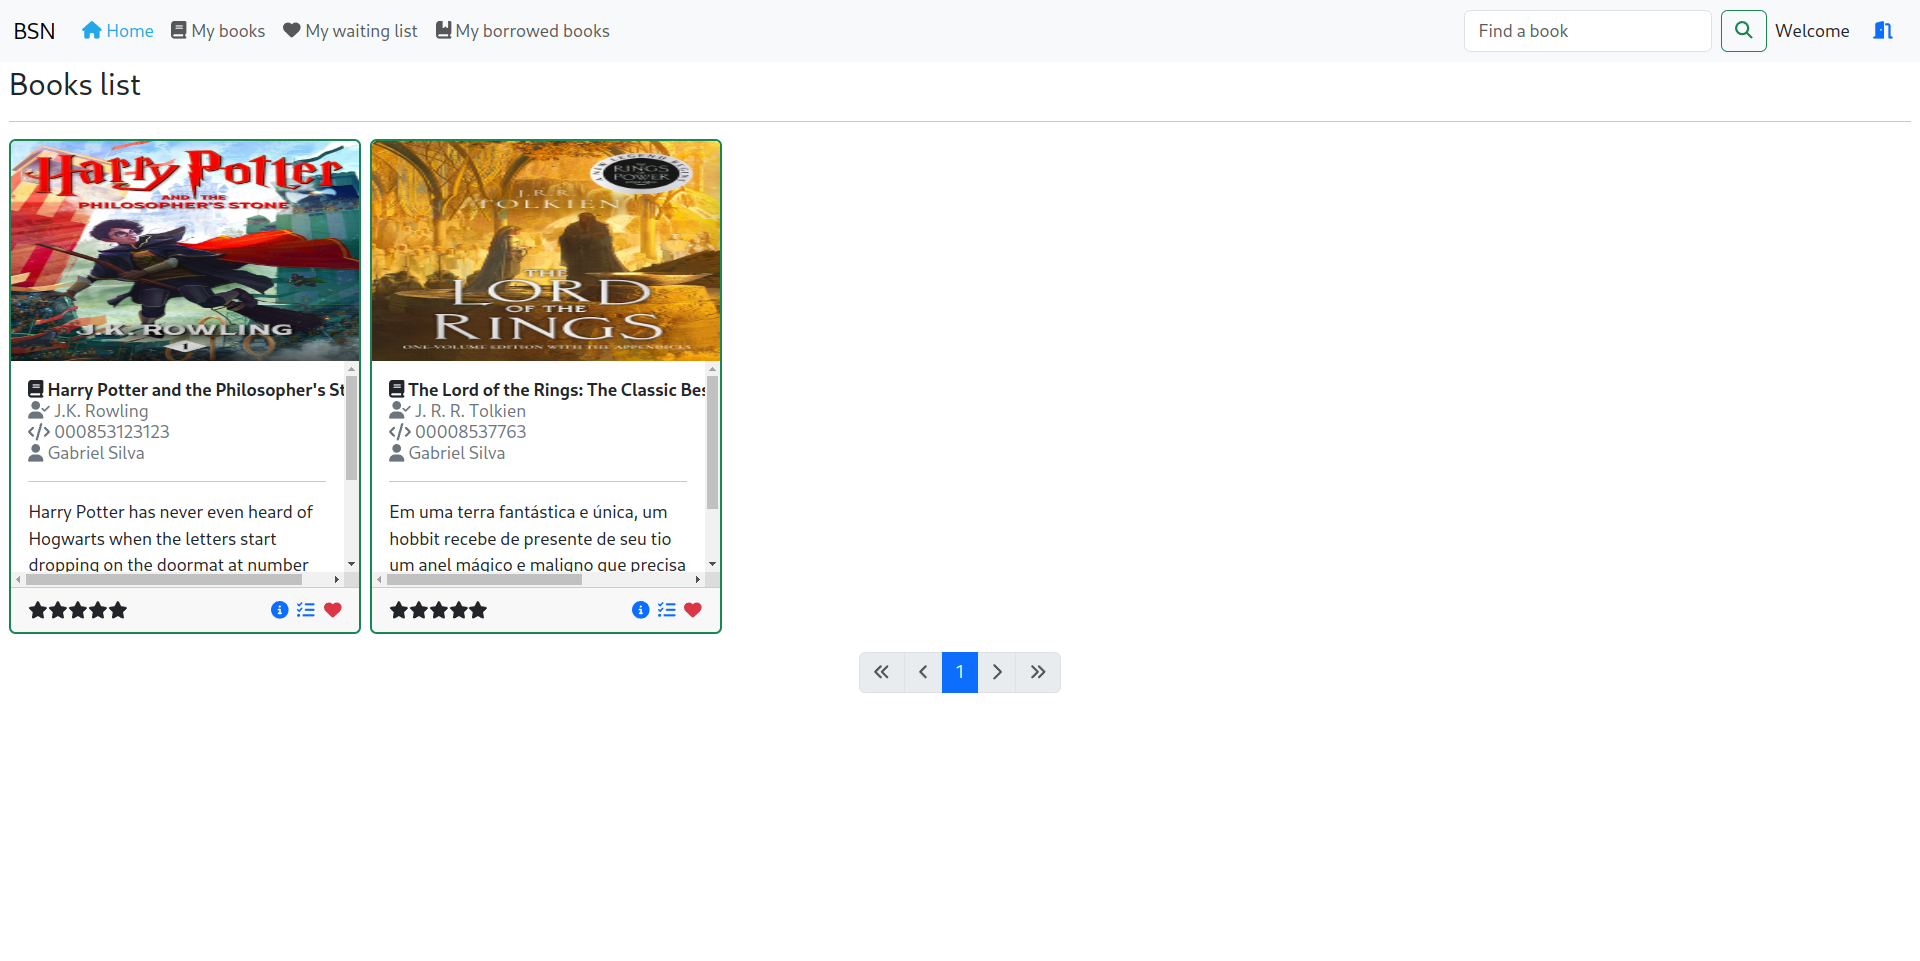 BSN Home My books My waiting list My borrowed books Find a book Welcome
Books list
Harry Potter
AND THE
PHILOSOPHER'S STONE
J.K. ROWLING
1
Harry Potter and the Philosopher's St
J.K. Rowling
000853123123
Gabriel Silva
Harry Potter has never even heard of
Hogwarts when the letters start
dropping on the doormat at number
A NEW LEGEND BEGINS
THE
RINGS OF
POWER
J.R.R.
TOLKIEN
THE
LORD
OF THE
RINGS
ONE-VOLUME EDITION WITH THE APPENDICES
The Lord of the Rings: The Classic Bes
J. R. R. Tolkien
00008537763
Gabriel Silva
Em uma terra fantástica e única, um
hobbit recebe de presente de seu tio
um anel mágico e maligno que precisa
1